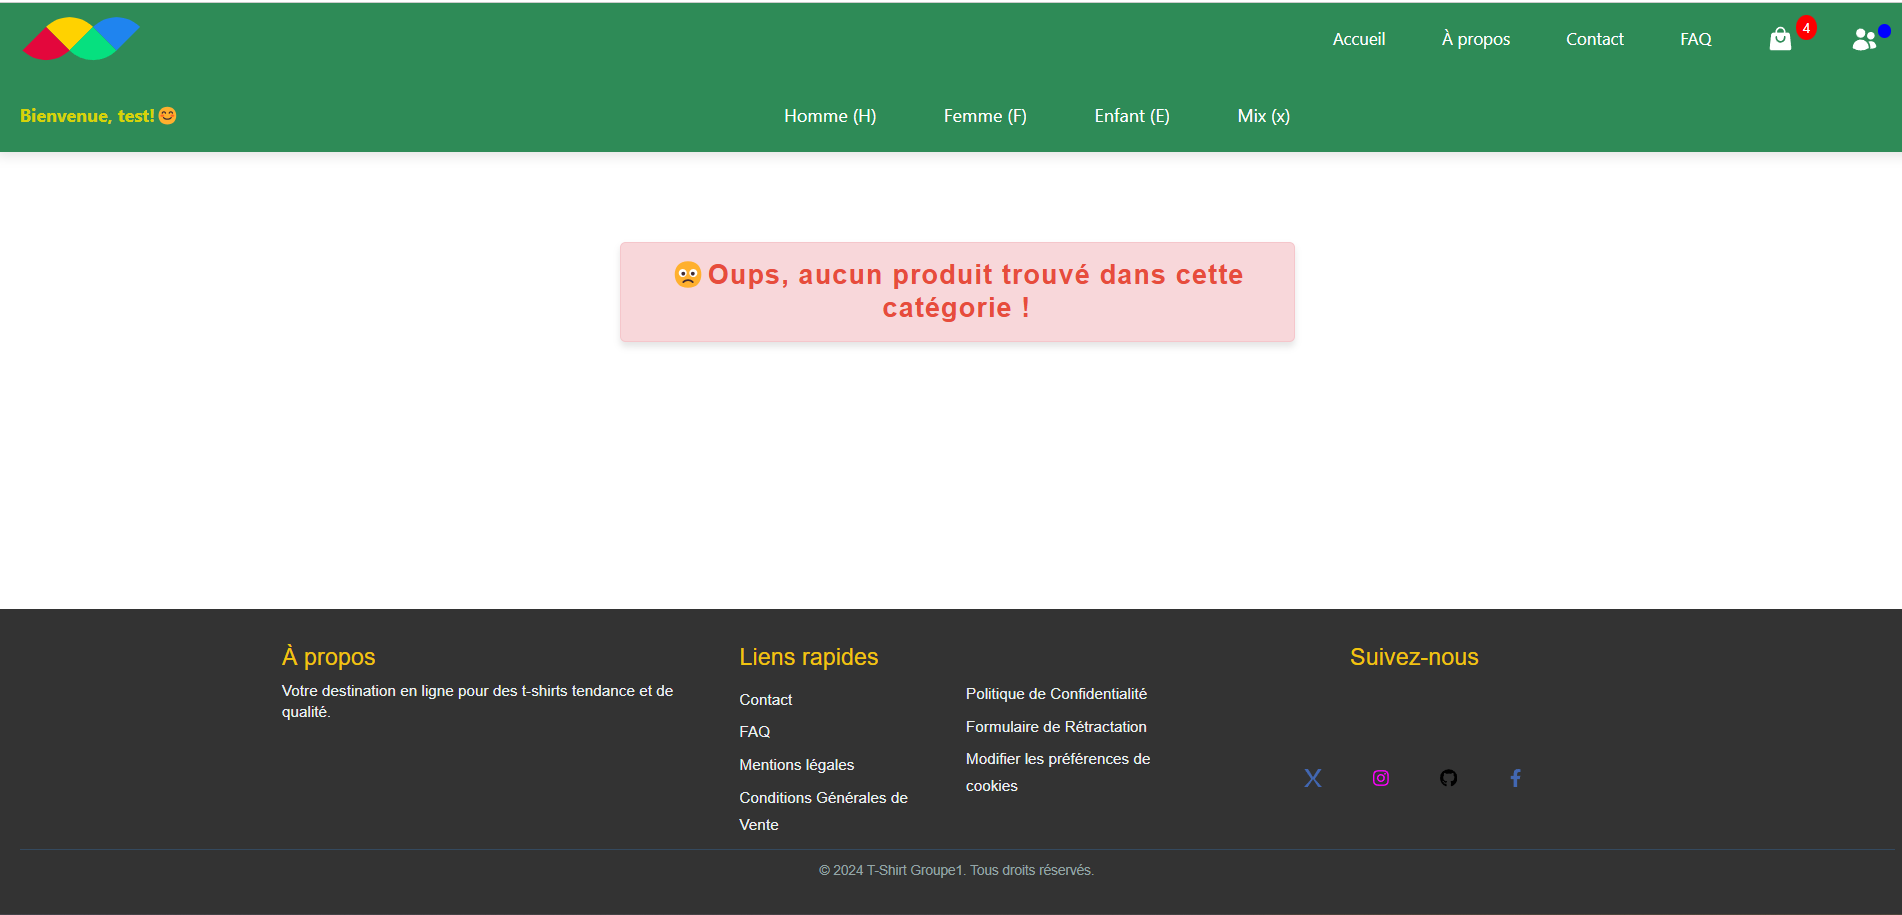 Accueil
À propos
Contact
FAQ
4
Bienvenue, test!😊
Homme (H)
Femme (F)
Enfant (E)
Mix (x)
🙁Oups, aucun produit trouvé dans cette
catégorie !
À propos
Votre destination en ligne pour des t-shirts tendance et de
qualité.
Liens rapides
Contact
FAQ
Mentions légales
Conditions Générales de
Vente
Politique de Confidentialité
Formulaire de Rétractation
Modifier les préférences de
cookies
Suivez-nous
© 2024 T-Shirt Groupe1. Tous droits réservés.